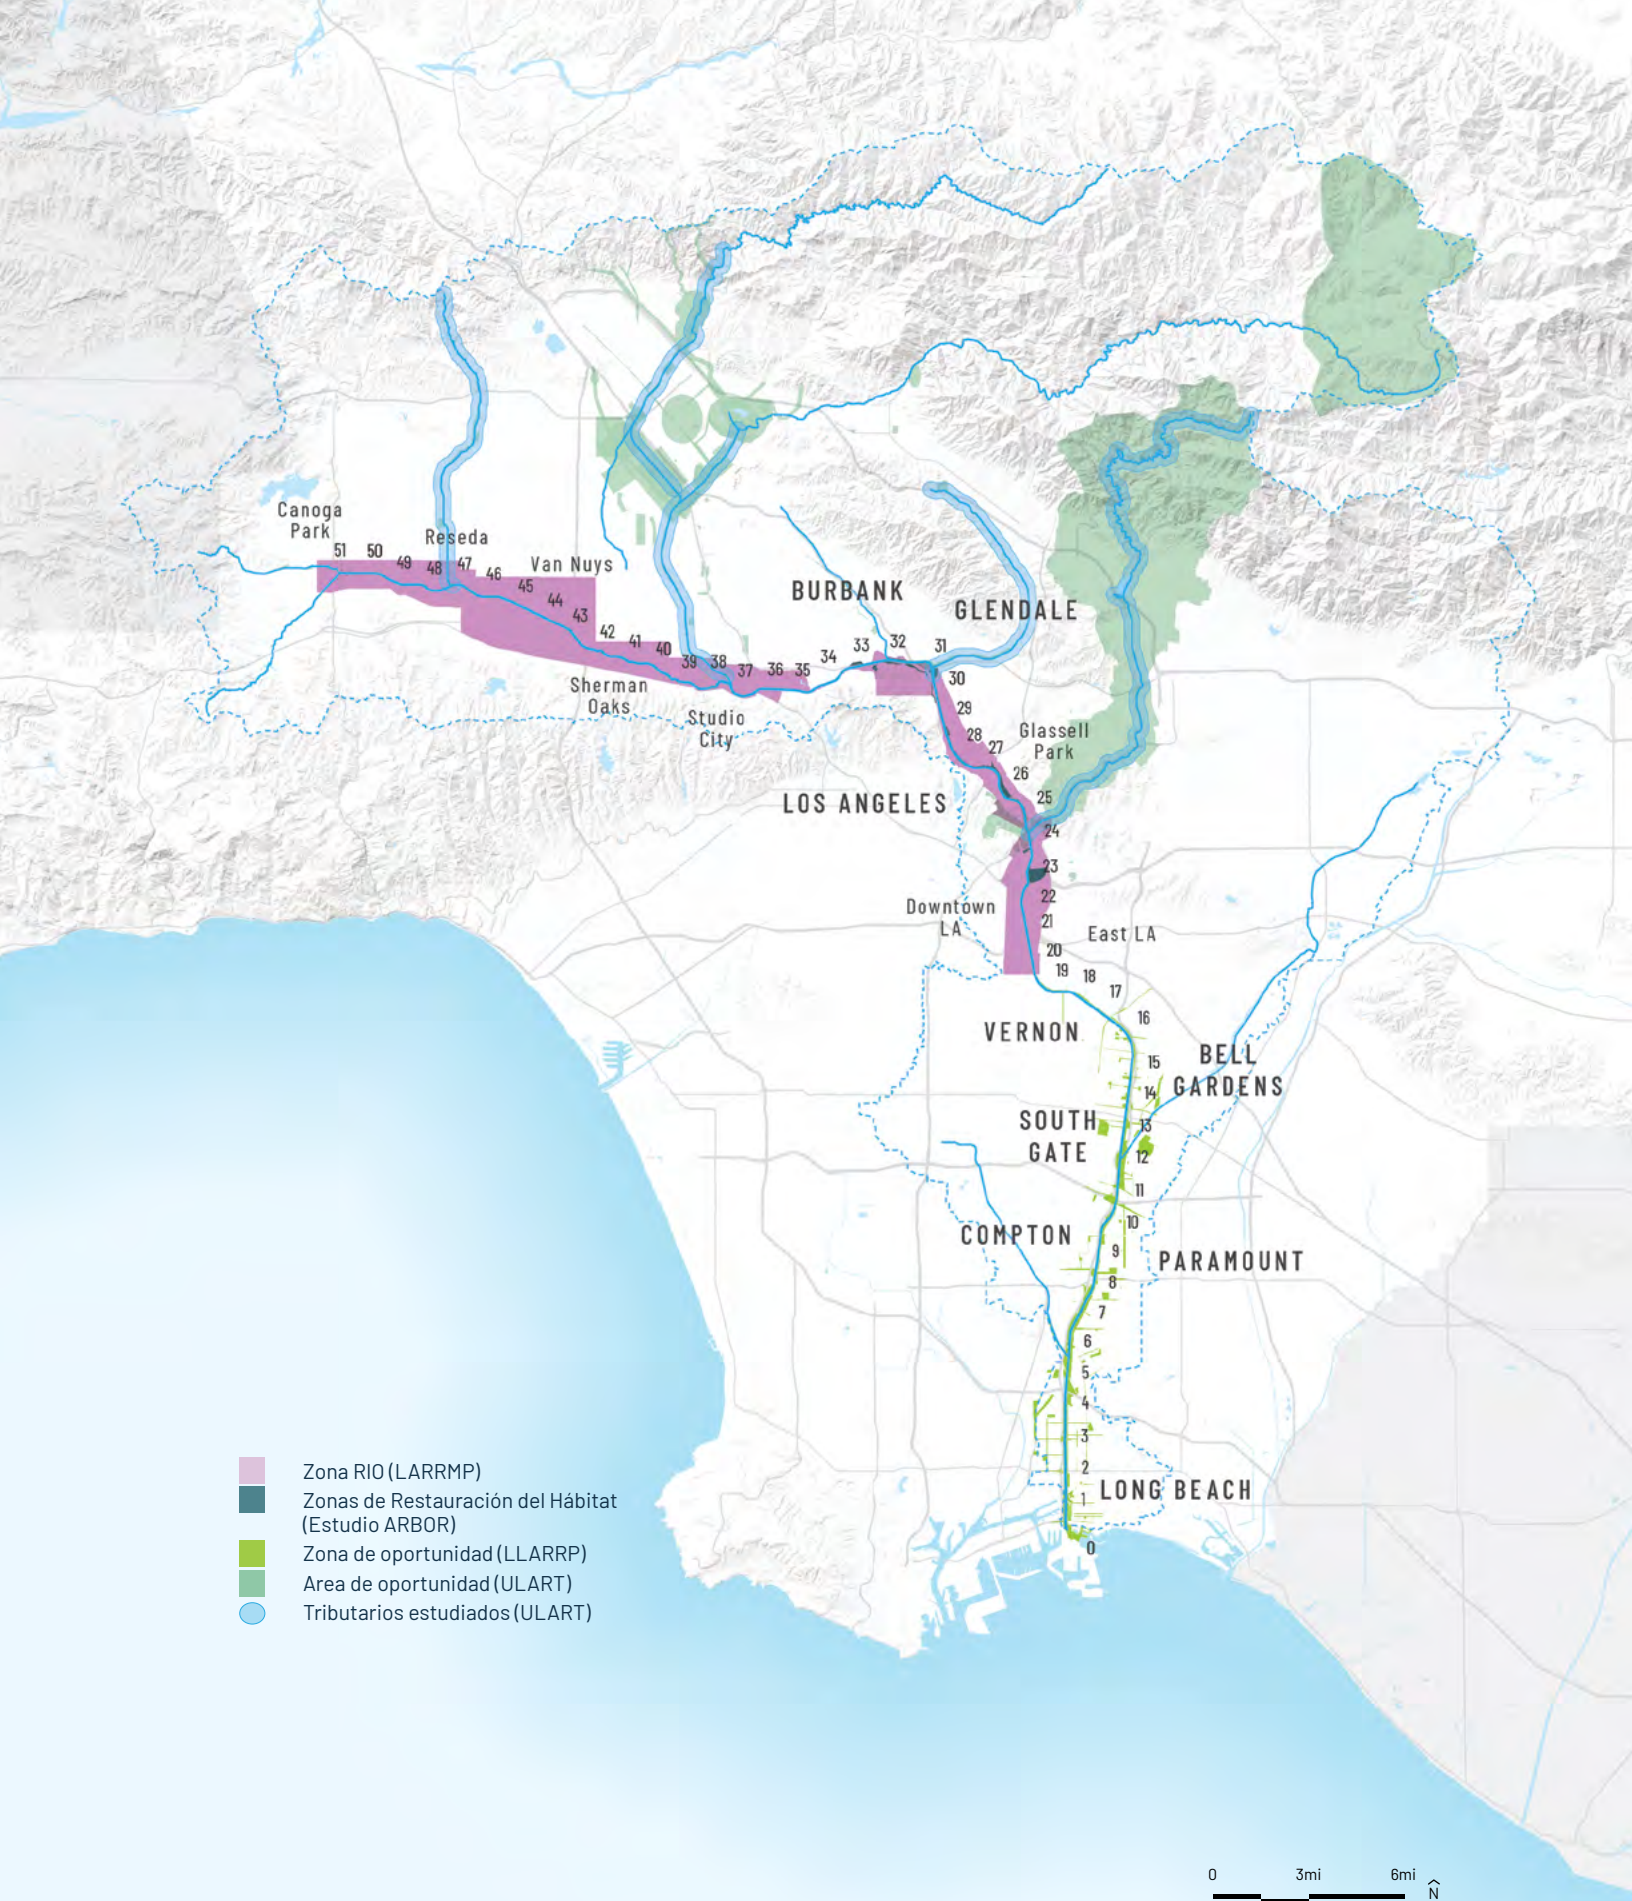 Canoga
Park
51
50
49
48
Reseda
47
46
Van Nuys
45
44
43
42
41
40
39
38
37
36
35
34
33
32
31
BURBANK
GLENDALE
Sherman
Oaks
Studio
City
30
29
28
27
Glassell
Park
26
25
LOS ANGELES
24
23
22
Downtown
LA
21
East LA
20
19
18
17
16
VERNON
15
BELL
GARDENS
14
SOUTH
GATE
13
12
11
10
COMPTON
9
PARAMOUNT
8
7
6
5
4
3
2
1
LONG BEACH
0
Zona RIO (LARRMP)
Zonas de Restauración del Hábitat
(Estudio ARBOR)
Zona de oportunidad (LLARRP)
Area de oportunidad (ULART)
Tributarios estudiados (ULART)
0 3mi 6mi
N